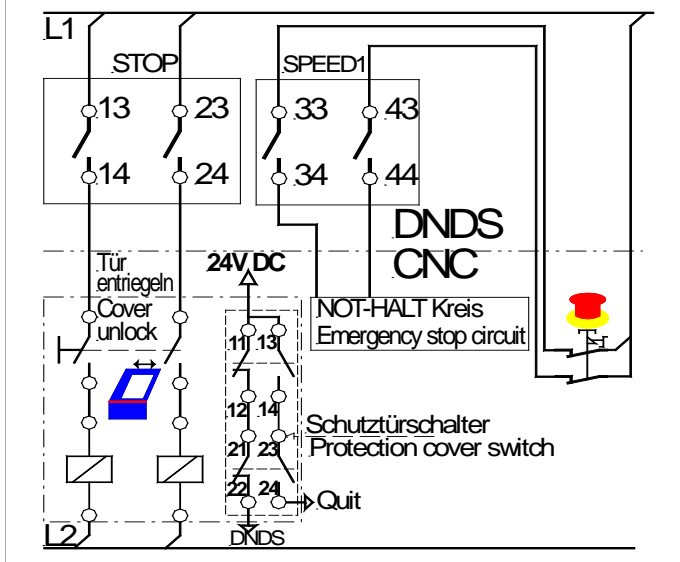 L1
STOP
SPEED1
13
23
33
43
14
24
34
44
DNDS
CNC
Tür
entriegeln
Cover
unlock
24V DC
NOT-HALT Kreis
Emergency stop circuit
11
13
12
14
21
23
Schutztürschalter
Protection cover switch
22
24
Quit
L2
DNDS